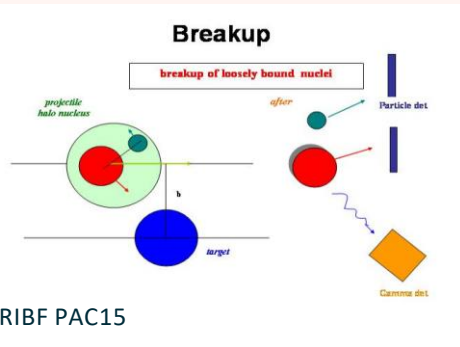 Breakup
breakup of loosely bound nuclei
projectile
halo nucleus
after
Particle det
b
target
Gamma det
RIBF PAC15